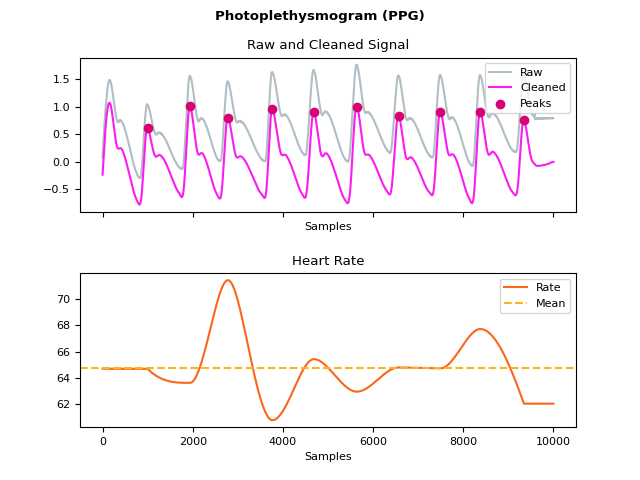 Photoplethysmogram (PPG)
Raw and Cleaned Signal
1.5
1.0
0.5
0.0
−0.5
Raw
Cleaned
Peaks
Samples
Heart Rate
70
68
66
64
62
Rate
Mean
0 2000 4000 6000 8000 10000
Samples